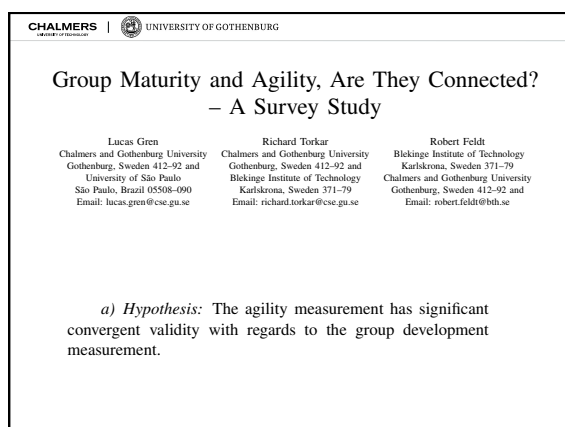 CHALMERS | UNIVERSITY OF GOTHENBURG
UNIVERSITY OF TECHNOLOGY
Group Maturity and Agility, Are They Connected?
– A Survey Study
Lucas Gren
Chalmers and Gothenburg University
Gothenburg, Sweden 412–92 and
University of São Paulo
São Paulo, Brazil 05508–090
Email: lucas.gren@cse.gu.se
Richard Torkar
Chalmers and Gothenburg University
Gothenburg, Sweden 412–92 and
Blekinge Institute of Technology
Karlskrona, Sweden 371–79
Email: richard.torkar@cse.gu.se
Robert Feldt
Blekinge Institute of Technology
Karlskrona, Sweden 371–79
Chalmers and Gothenburg University
Gothenburg, Sweden 412–92 and
Email: robert.feldt@bth.se
a) Hypothesis: The agility measurement has significant
convergent validity with regards to the group development
measurement.